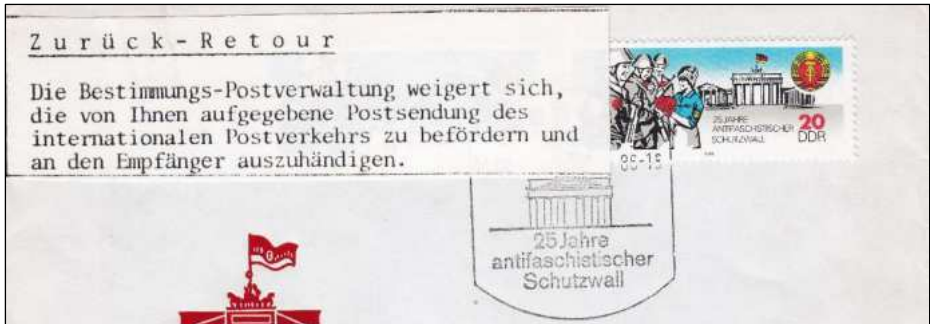 Zurück-Retour
Die Bestimmungs-Postverwaltung weigert sich,
die von Ihnen aufgegebene Postsendung des
internationalen Postverkehrs zu befördern und
an den Empfänger auszuhändigen.
25 JAHRE
ANTIFASCHISTISCHER
SCHUTZWALL
20
DDR
25 Jahre
antifaschistischer
Schutzwall